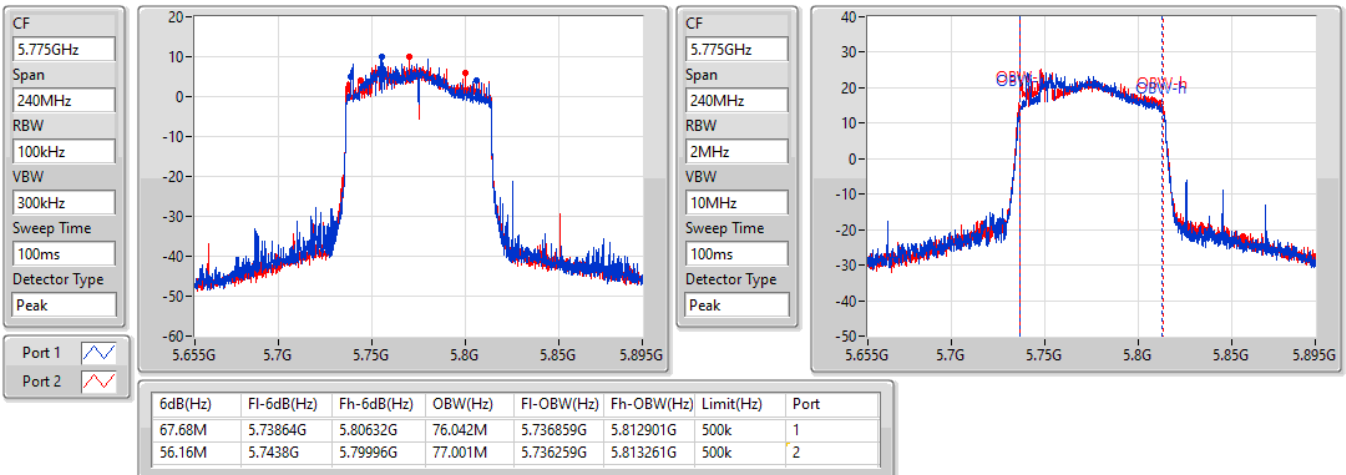 CF
5.775GHz
Span
240MHz
RBW
100kHz
VBW
300kHz
Sweep Time
100ms
Detector Type
Peak
Port 1
Port 2
20
10
0
-10
-20
-30
-40
-50
-60
5.655G 5.7G 5.75G 5.8G 5.85G 5.895G
CF
5.775GHz
Span
240MHz
RBW
2MHz
VBW
10MHz
Sweep Time
100ms
Detector Type
Peak
40
30
20
10
0
-10
-20
-30
-40
-50
OBW-h
OBW-h
5.655G 5.7G 5.75G 5.8G 5.85G 5.895G
6dB(Hz) Fl-6dB(Hz) Fh-6dB(Hz) OBW(Hz) Fl-OBW(Hz) Fh-OBW(Hz) Limit(Hz) Port
67.68M 5.73864G 5.80632G 76.042M 5.736859G 5.812901G 500k 1
56.16M 5.7438G 5.79996G 77.001M 5.736259G 5.813261G 500k 2